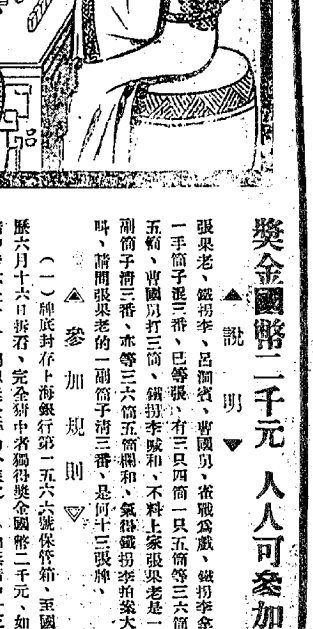 獎金國幣二千元 人人可參加
▲說明▼
張果老、鐵拐李、呂洞賓、曹國舅、雀戰爲戲、鐵拐李金
一手筒子混三番、已等張、有三只四筒一只五筒等三六筒
五筒、曹國舅打三筒、鐵拐李喊和、不料上家張果老是一
副筒子清三番、亦等三六筒五筒攔和、氣得鐵拐李拍案大
叫、請問張果老的一副筒子清三番、是何十三張牌、
△參加規則▽
（一）牌底封存上海銀行第一五六六號保管箱、至國
曆六月十六日拆看、完全猜中者獨得獎金國幣二千元、如